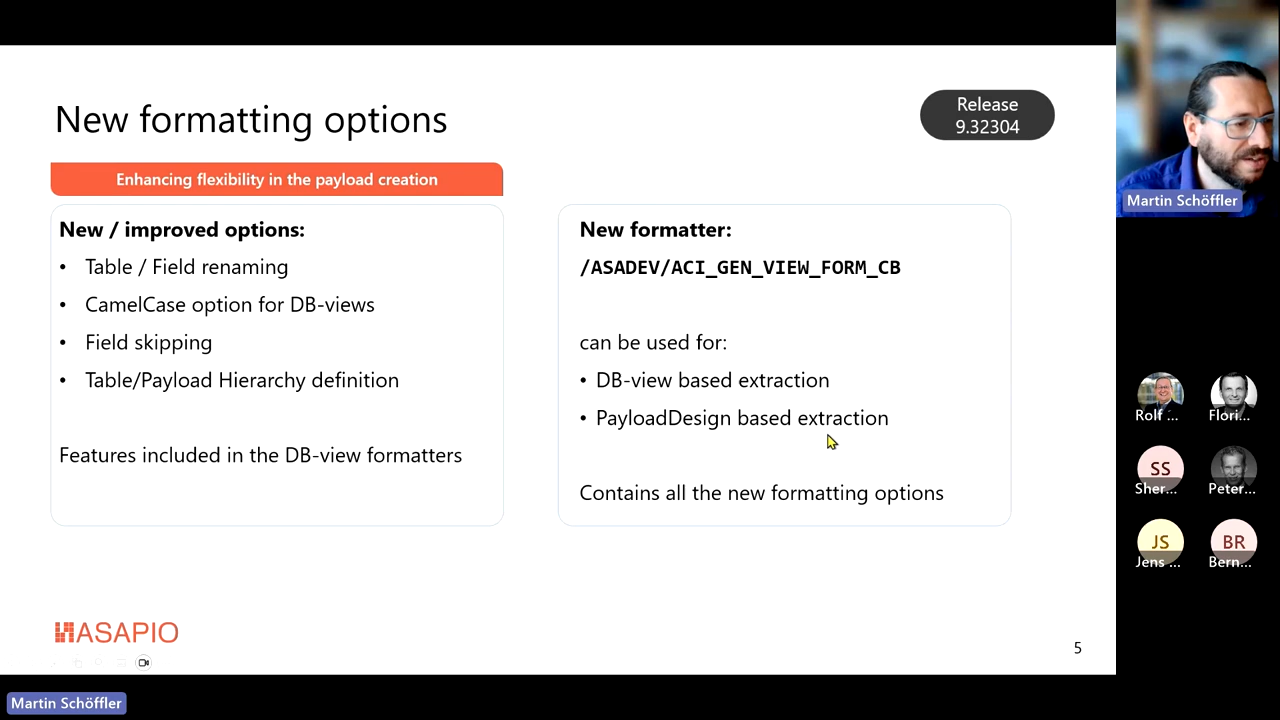 New formatting options
Release
9.32304
Enhancing flexibility in the payload creation
New / improved options:
• Table / Field renaming
• CamelCase option for DB-views
• Field skipping
• Table/Payload Hierarchy definition
Features included in the DB-view formatters
New formatter:
/ASADEV/ACI_GEN_VIEW_FORM_CB
can be used for:
• DB-view based extraction
• PayloadDesign based extraction
Contains all the new formatting options
ASAPIO
5
Martin Schöffler
Rolf ...
Flori...
SS
Sher...
Peter...
JS
Jens ...
BR
Bern...
Martin Schöffler